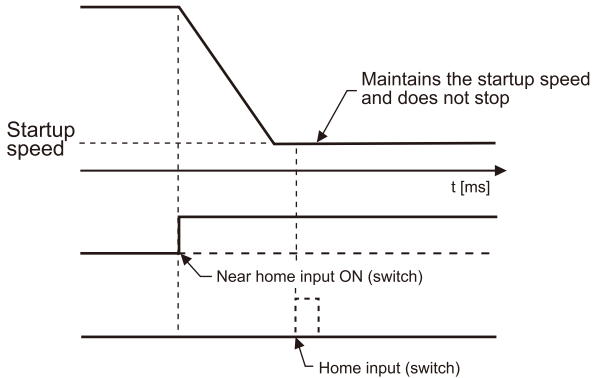 Maintains the startup speed
and does not stop
Startup
speed
t [ms]
Near home input ON (switch)
Home input (switch)